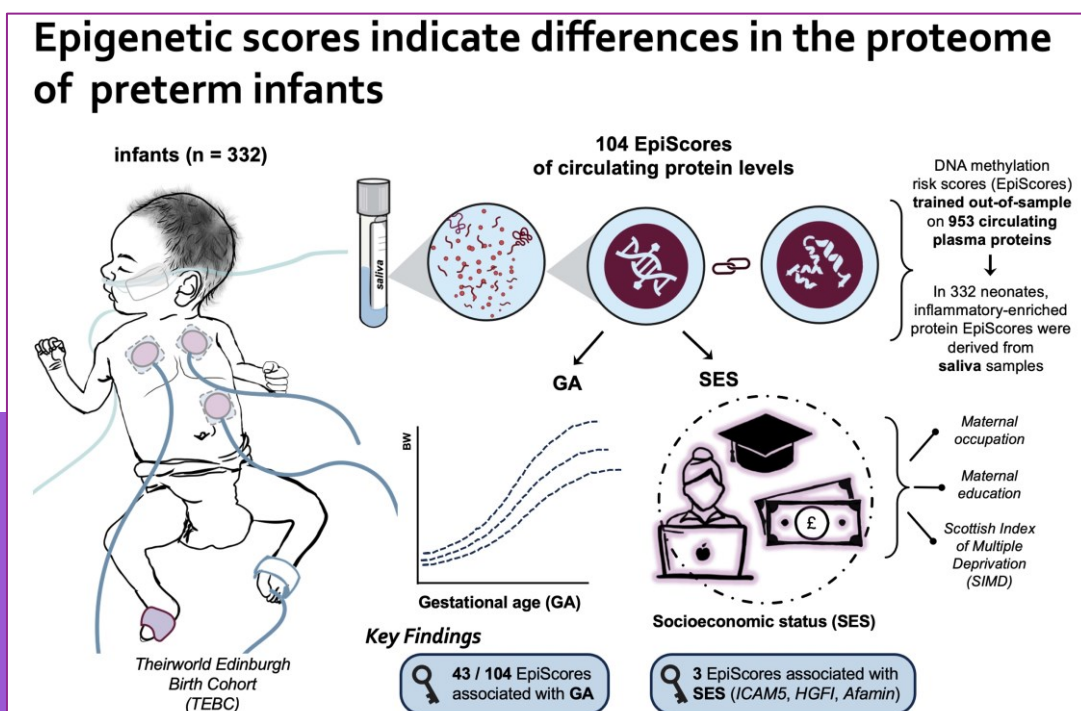 Epigenetic scores indicate differences in the proteome
of preterm infants
infants (n = 332)
saliva
104 EpiScores
of circulating protein levels
DNA methylation
risk scores (EpiScores)
trained out-of-sample
on 953 circulating
plasma proteins
In 332 neonates,
inflammatory-enriched
protein EpiScores were
derived from
saliva samples
GA
SES
BW
Gestational age (GA)
£
Socioeconomic status (SES)
Maternal
occupation
Maternal
education
Scottish Index
of Multiple
Deprivation
(SIMD)
Theirworld Edinburgh
Birth Cohort
(TEBC)
Key Findings
43 / 104 EpiScores
associated with GA
3 EpiScores associated with
SES (ICAM5, HGFI, Afamin)